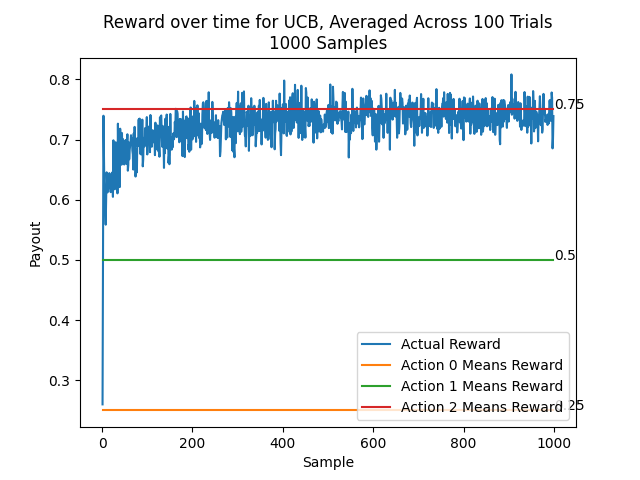 Reward over time for UCB, Averaged Across 100 Trials
1000 Samples
Payout
0.8
0.7
0.6
0.5
0.4
0.3
0.75
0.5
0.25
Actual Reward
Action 0 Means Reward
Action 1 Means Reward
Action 2 Means Reward
0 200 400 600 800 1000
Sample